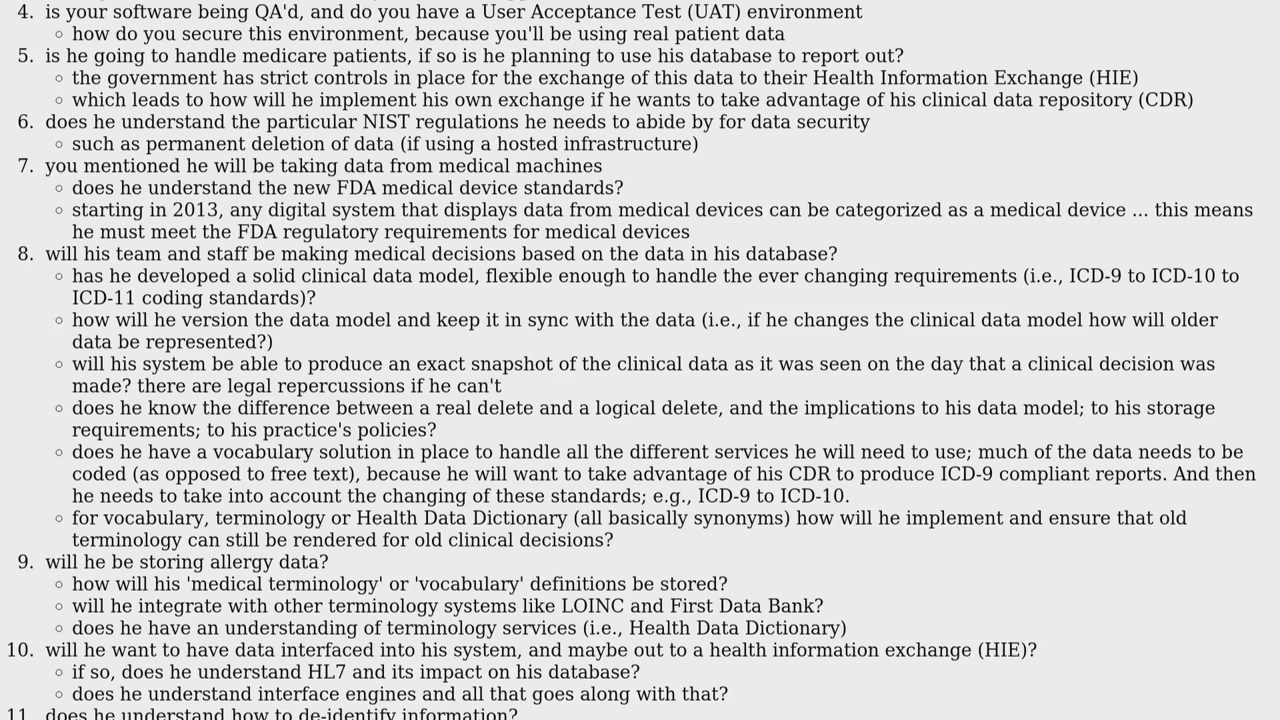 4. is your software being QA'd, and do you have a User Acceptance Test (UAT) environment
◦ how do you secure this environment, because you'll be using real patient data
5. is he going to handle medicare patients, if so is he planning to use his database to report out?
◦ the government has strict controls in place for the exchange of this data to their Health Information Exchange (HIE)
◦ which leads to how will he implement his own exchange if he wants to take advantage of his clinical data repository (CDR)
6. does he understand the particular NIST regulations he needs to abide by for data security
◦ such as permanent deletion of data (if using a hosted infrastructure)
7. you mentioned he will be taking data from medical machines
◦ does he understand the new FDA medical device standards?
◦ starting in 2013, any digital system that displays data from medical devices can be categorized as a medical device ... this means
he must meet the FDA regulatory requirements for medical devices
8. will his team and staff be making medical decisions based on the data in his database?
◦ has he developed a solid clinical data model, flexible enough to handle the ever changing requirements (i.e., ICD-9 to ICD-10 to
ICD-11 coding standards)?
◦ how will he version the data model and keep it in sync with the data (i.e., if he changes the clinical data model how will older
data be represented?)
◦ will his system be able to produce an exact snapshot of the clinical data as it was seen on the day that a clinical decision was
made? there are legal repercussions if he can't
◦ does he know the difference between a real delete and a logical delete, and the implications to his data model; to his storage
requirements; to his practice's policies?
◦ does he have a vocabulary solution in place to handle all the different services he will need to use; much of the data needs to be
coded (as opposed to free text), because he will want to take advantage of his CDR to produce ICD-9 compliant reports. And then
he needs to take into account the changing of these standards; e.g., ICD-9 to ICD-10.
◦ for vocabulary, terminology or Health Data Dictionary (all basically synonyms) how will he implement and ensure that old
terminology can still be rendered for old clinical decisions?
9. will he be storing allergy data?
◦ how will his 'medical terminology' or 'vocabulary' definitions be stored?
◦ will he integrate with other terminology systems like LOINC and First Data Bank?
◦ does he have an understanding of terminology services (i.e., Health Data Dictionary)
10. will he want to have data interfaced into his system, and maybe out to a health information exchange (HIE)?
◦ if so, does he understand HL7 and its impact on his database?
◦ does he understand interface engines and all that goes along with that?
11. does he understand how to de-identify information?